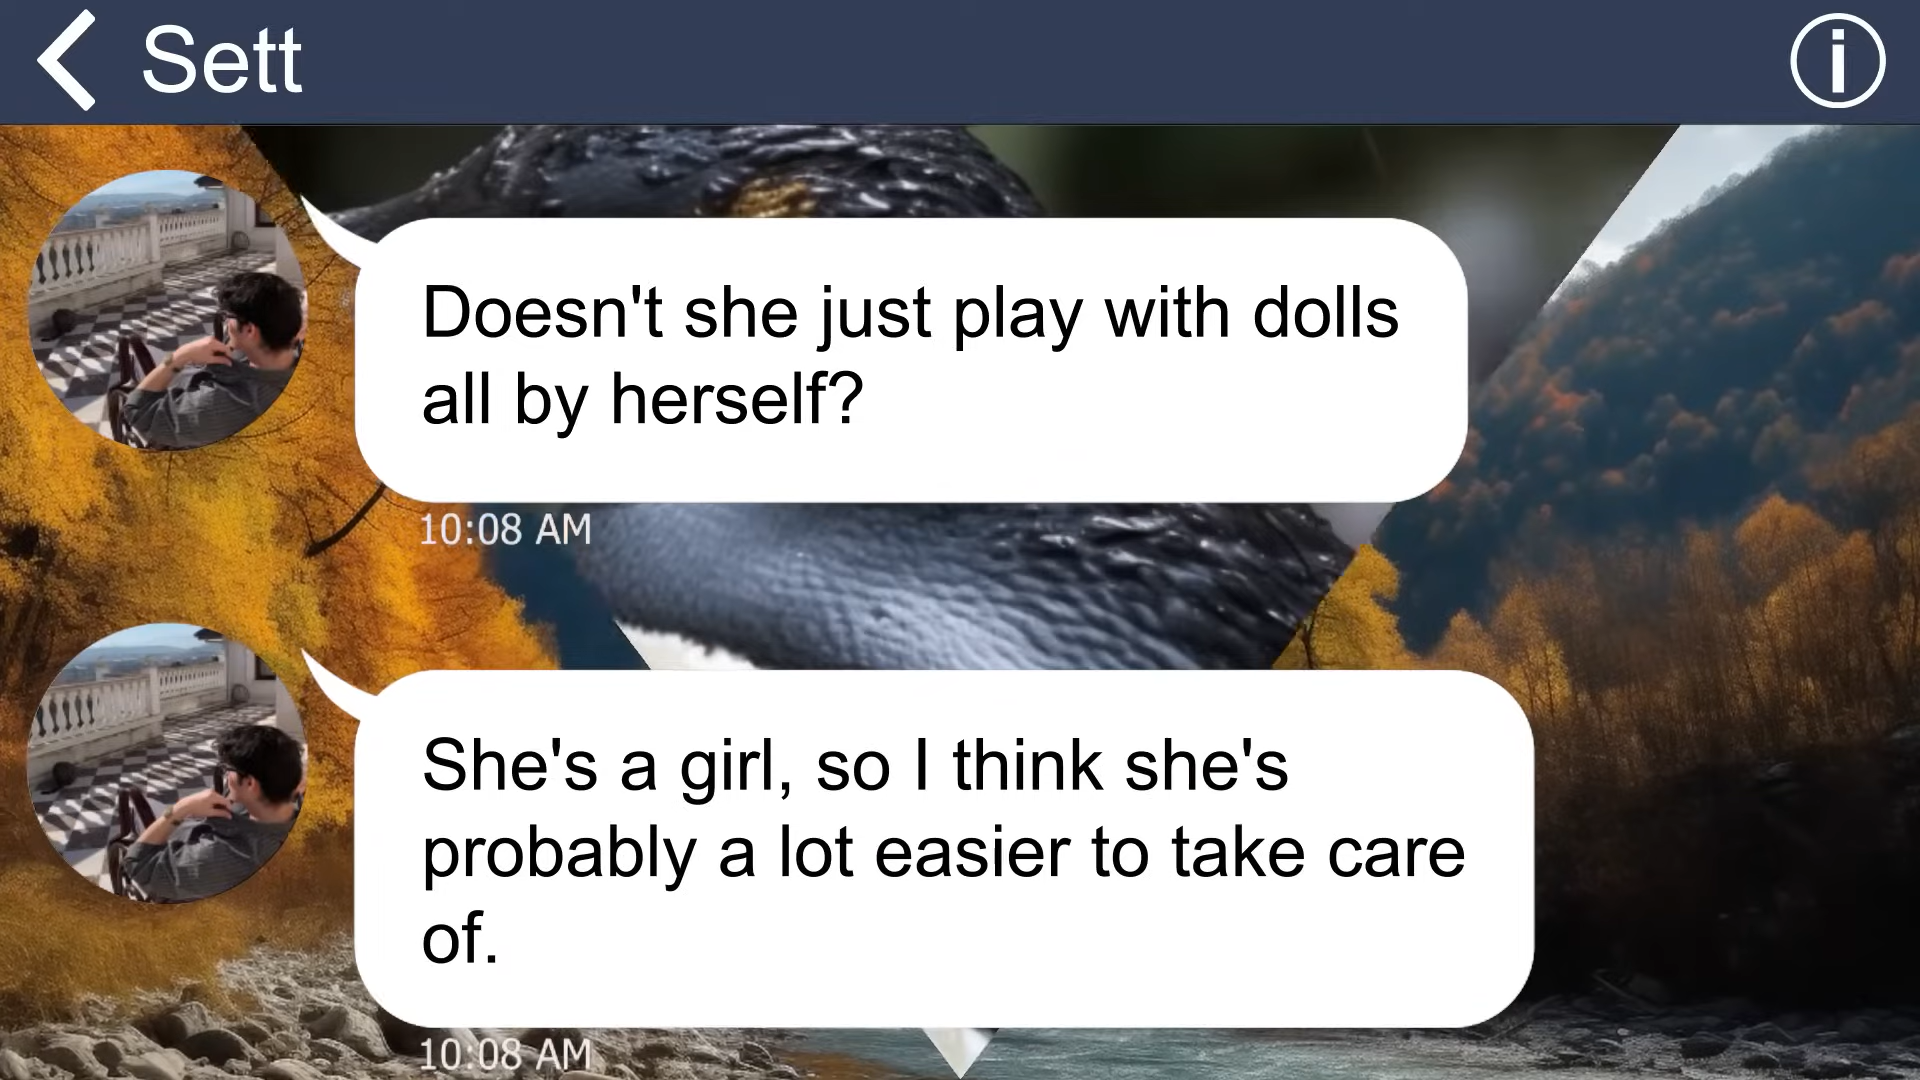 Sett
Doesn't she just play with dolls
all by herself?
10:08 AM
She's a girl, so I think she's
probably a lot easier to take care
of.
10:08 AM